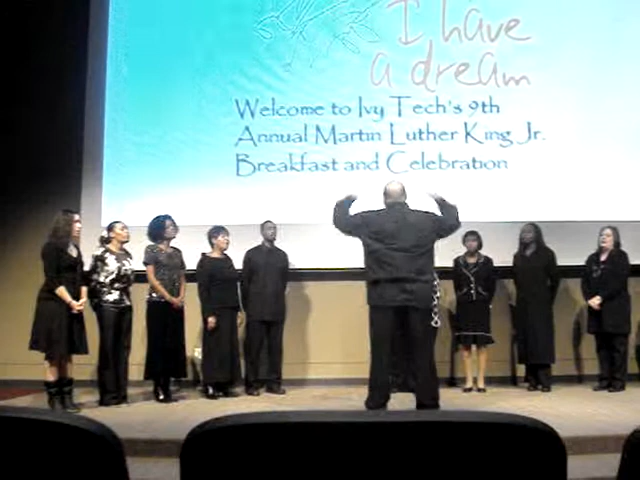 I have
a dream
Welcome to Ivy Tech's 9th
Annual Martin Luther King Jr.
Breakfast and Celebration